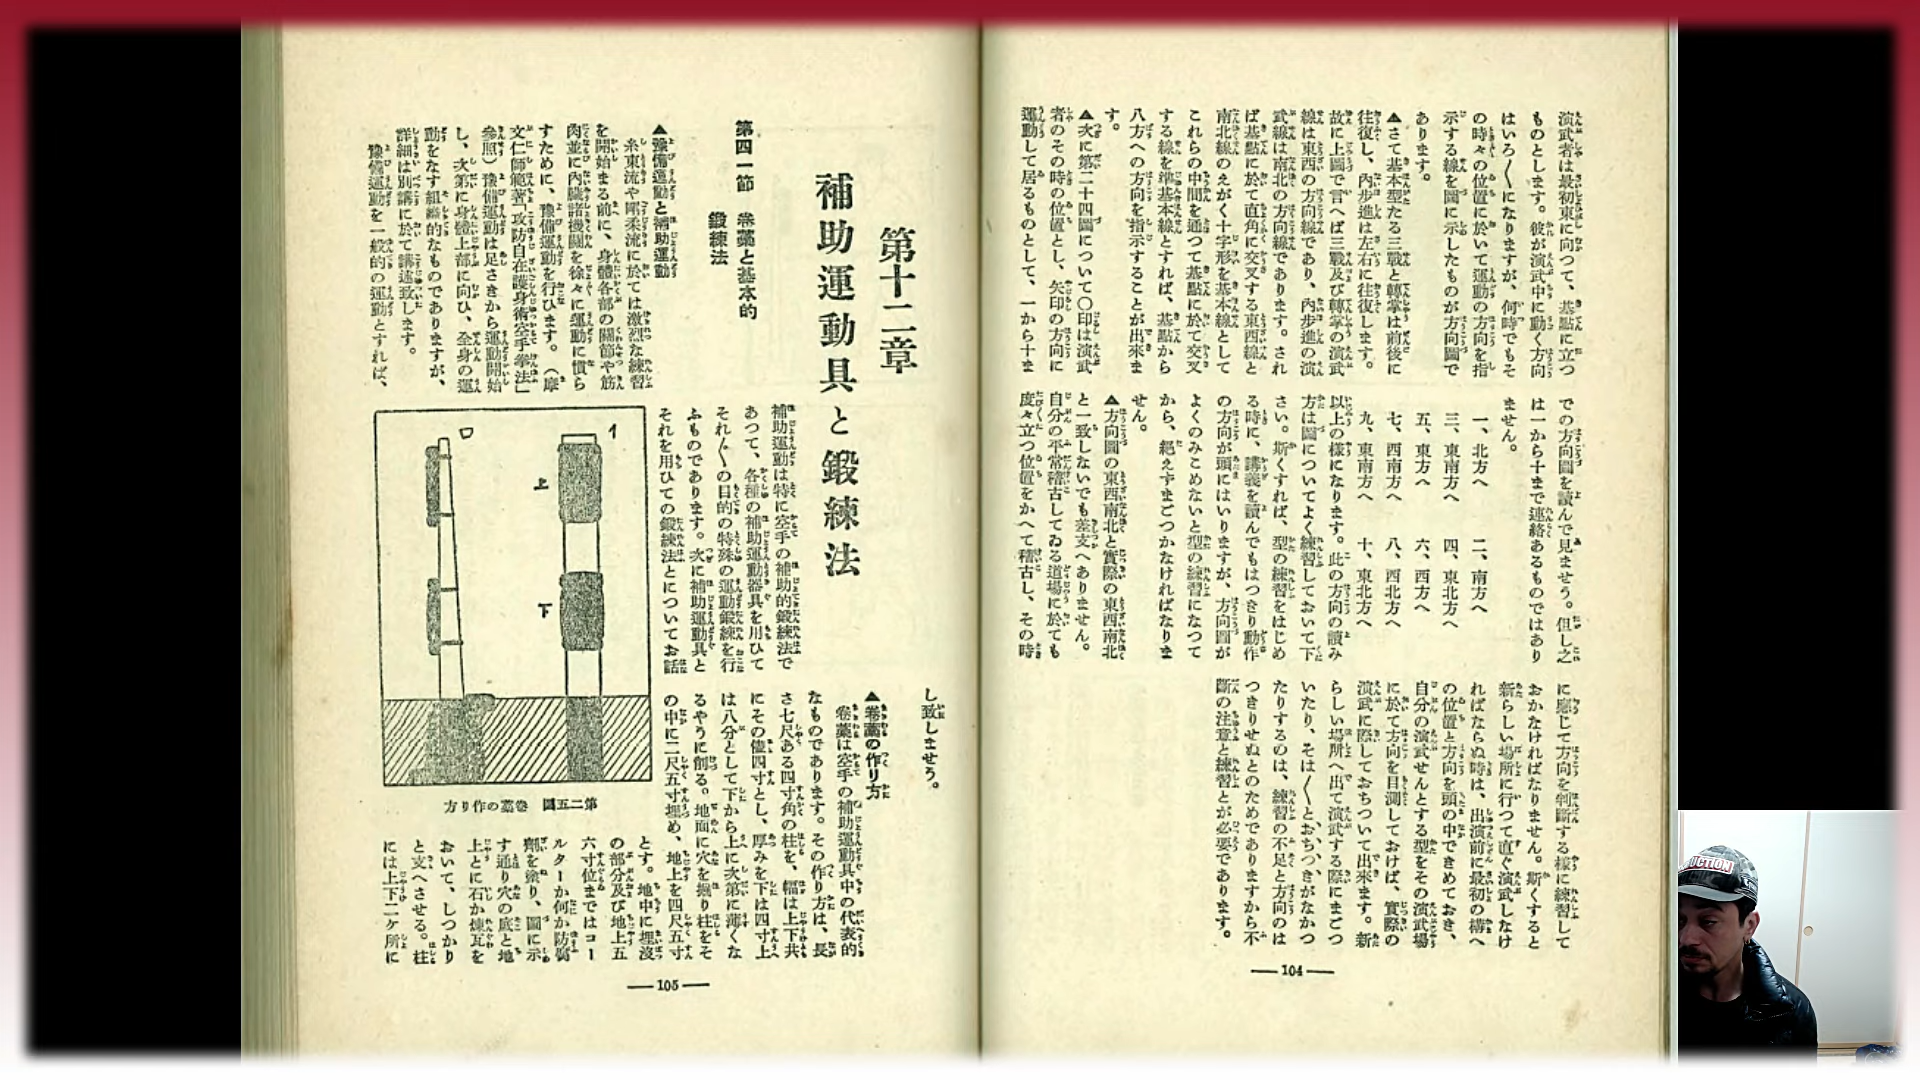 演武者は最初東に向つて、基點に立つ
ものとします。彼が演武中に動く方向
はいろ〱になりますが、何時でもそ
の時々の位置に於いて運動の方向を指
示する線を圖に示したものが方向圖で
あります。
▲さて基本型たる三戰と轉掌は前後に
往復し、內步進は左右に往復します。
故に上圖で言へば三戰及び轉掌の演武
線は東西の方向線であり、內步進の演
武線は南北の方向線であります。され
ば基點に於て直角に交叉する東西線と
南北線のえがく十字形を基本線として
これらの中間を通つて基點に於て交叉
する線を準基本線とすれば、基點から
八方への方向を指示することが出來ま
す。
▲次に第二十四圖について〇印は演武
者のその時の位置とし、矢印の方向に
運動して居るものとして、一から十ま
での方向圖を讀んで見ませう。但し之
は一から十まで連絡あるものではあり
ません。
一、北方へ　二、南方へ
三、東南方へ　四、東北方へ
五、東方へ　六、西方へ
七、西南方へ　八、西北方へ
九、東南方へ　十、東北方へ
以上の樣になります。此の方向の讀み
方は圖についてよく練習しておいて下
さい。斯くすれば、型の練習をはじめ
る時に、講義を讀んでもはつきり動作
の方向が頭にはいりますが、方向圖が
よくのみこめないと型の練習になつて
から、絕えずまごつかなければなりま
せん。
▲方向圖の東西南北と實際の東西南北
と一致しないでも差支へありません。
自分の平常稽古してゐる道場に於ても
度々立つ位置をかへて稽古し、その時
に應じて方向を判斷する樣に練習して
おかなければなりません。斯くすると
新らしい場所に行つて直ぐ演武しなけ
ればならぬ時は、出演前に最初の構へ
の位置と方向を頭の中できめておき、
自分の演武せんとする型をその演武場
に於て方向を目測しておけば、實際の
演武に際しておちついて出來ます。新
らしい場所へ出て演武する際にまごつ
いたり、そは〱とおちつきがなかつ
たりするのは、練習の不足と方向のは
つきりせぬとのためでありますから不
斷の注意と練習とが必要であります。
104
第十二章
補助運動具と鍛練法
第四一節　卷藁と基本的
鍛練法
▲豫備運動と補助運動
糸東流や剛柔流に於ては激烈な練習
を開始まる前に、身體各部の關節や筋
肉並に內臟諸機關を徐々に運動に慣ら
すために、豫備運動を行ひます。（摩
文仁師範著「攻防自在護身術空手拳法」
參照）豫備運動は足さきから運動開始
し、次第に身體上部に向ひ、全身の運
動をなす組織的なものでありますが、
詳細は別講に於て講述致します。
豫備運動を一般的の運動とすれば、
補助運動は特に空手の補助的鍛練法で
あつて、各種の補助運動器具を用ひて
それ〲の目的の特殊の運動鍛練を行
ふものであります。次に補助運動具と
それを用ひての鍛練法とについてお話
し致しませう。
▲卷藁の作り方
卷藁は空手の補助運動具中の代表的
なものであります。その作り方は、長
さ七尺ある四寸角の柱を、幅は上下共
にその儘四寸とし、厚みを下は四寸上
は八分として下から上に次第に薄くな
るやうに削る。地面に穴を掘り柱をそ
の中に二尺五寸埋め、地上を四尺五寸
とす。地中に埋沒
の部分及び地上五
六寸位まではコー
ルターか何か防腐
劑を塗り、圖に示
す通り穴の底と地
上とに石か煉瓦を
おいて、しつかり
と支へさせる。柱
には上下二ケ所に
イ
ロ
上
下
方り作の藁卷　圖五二第
105